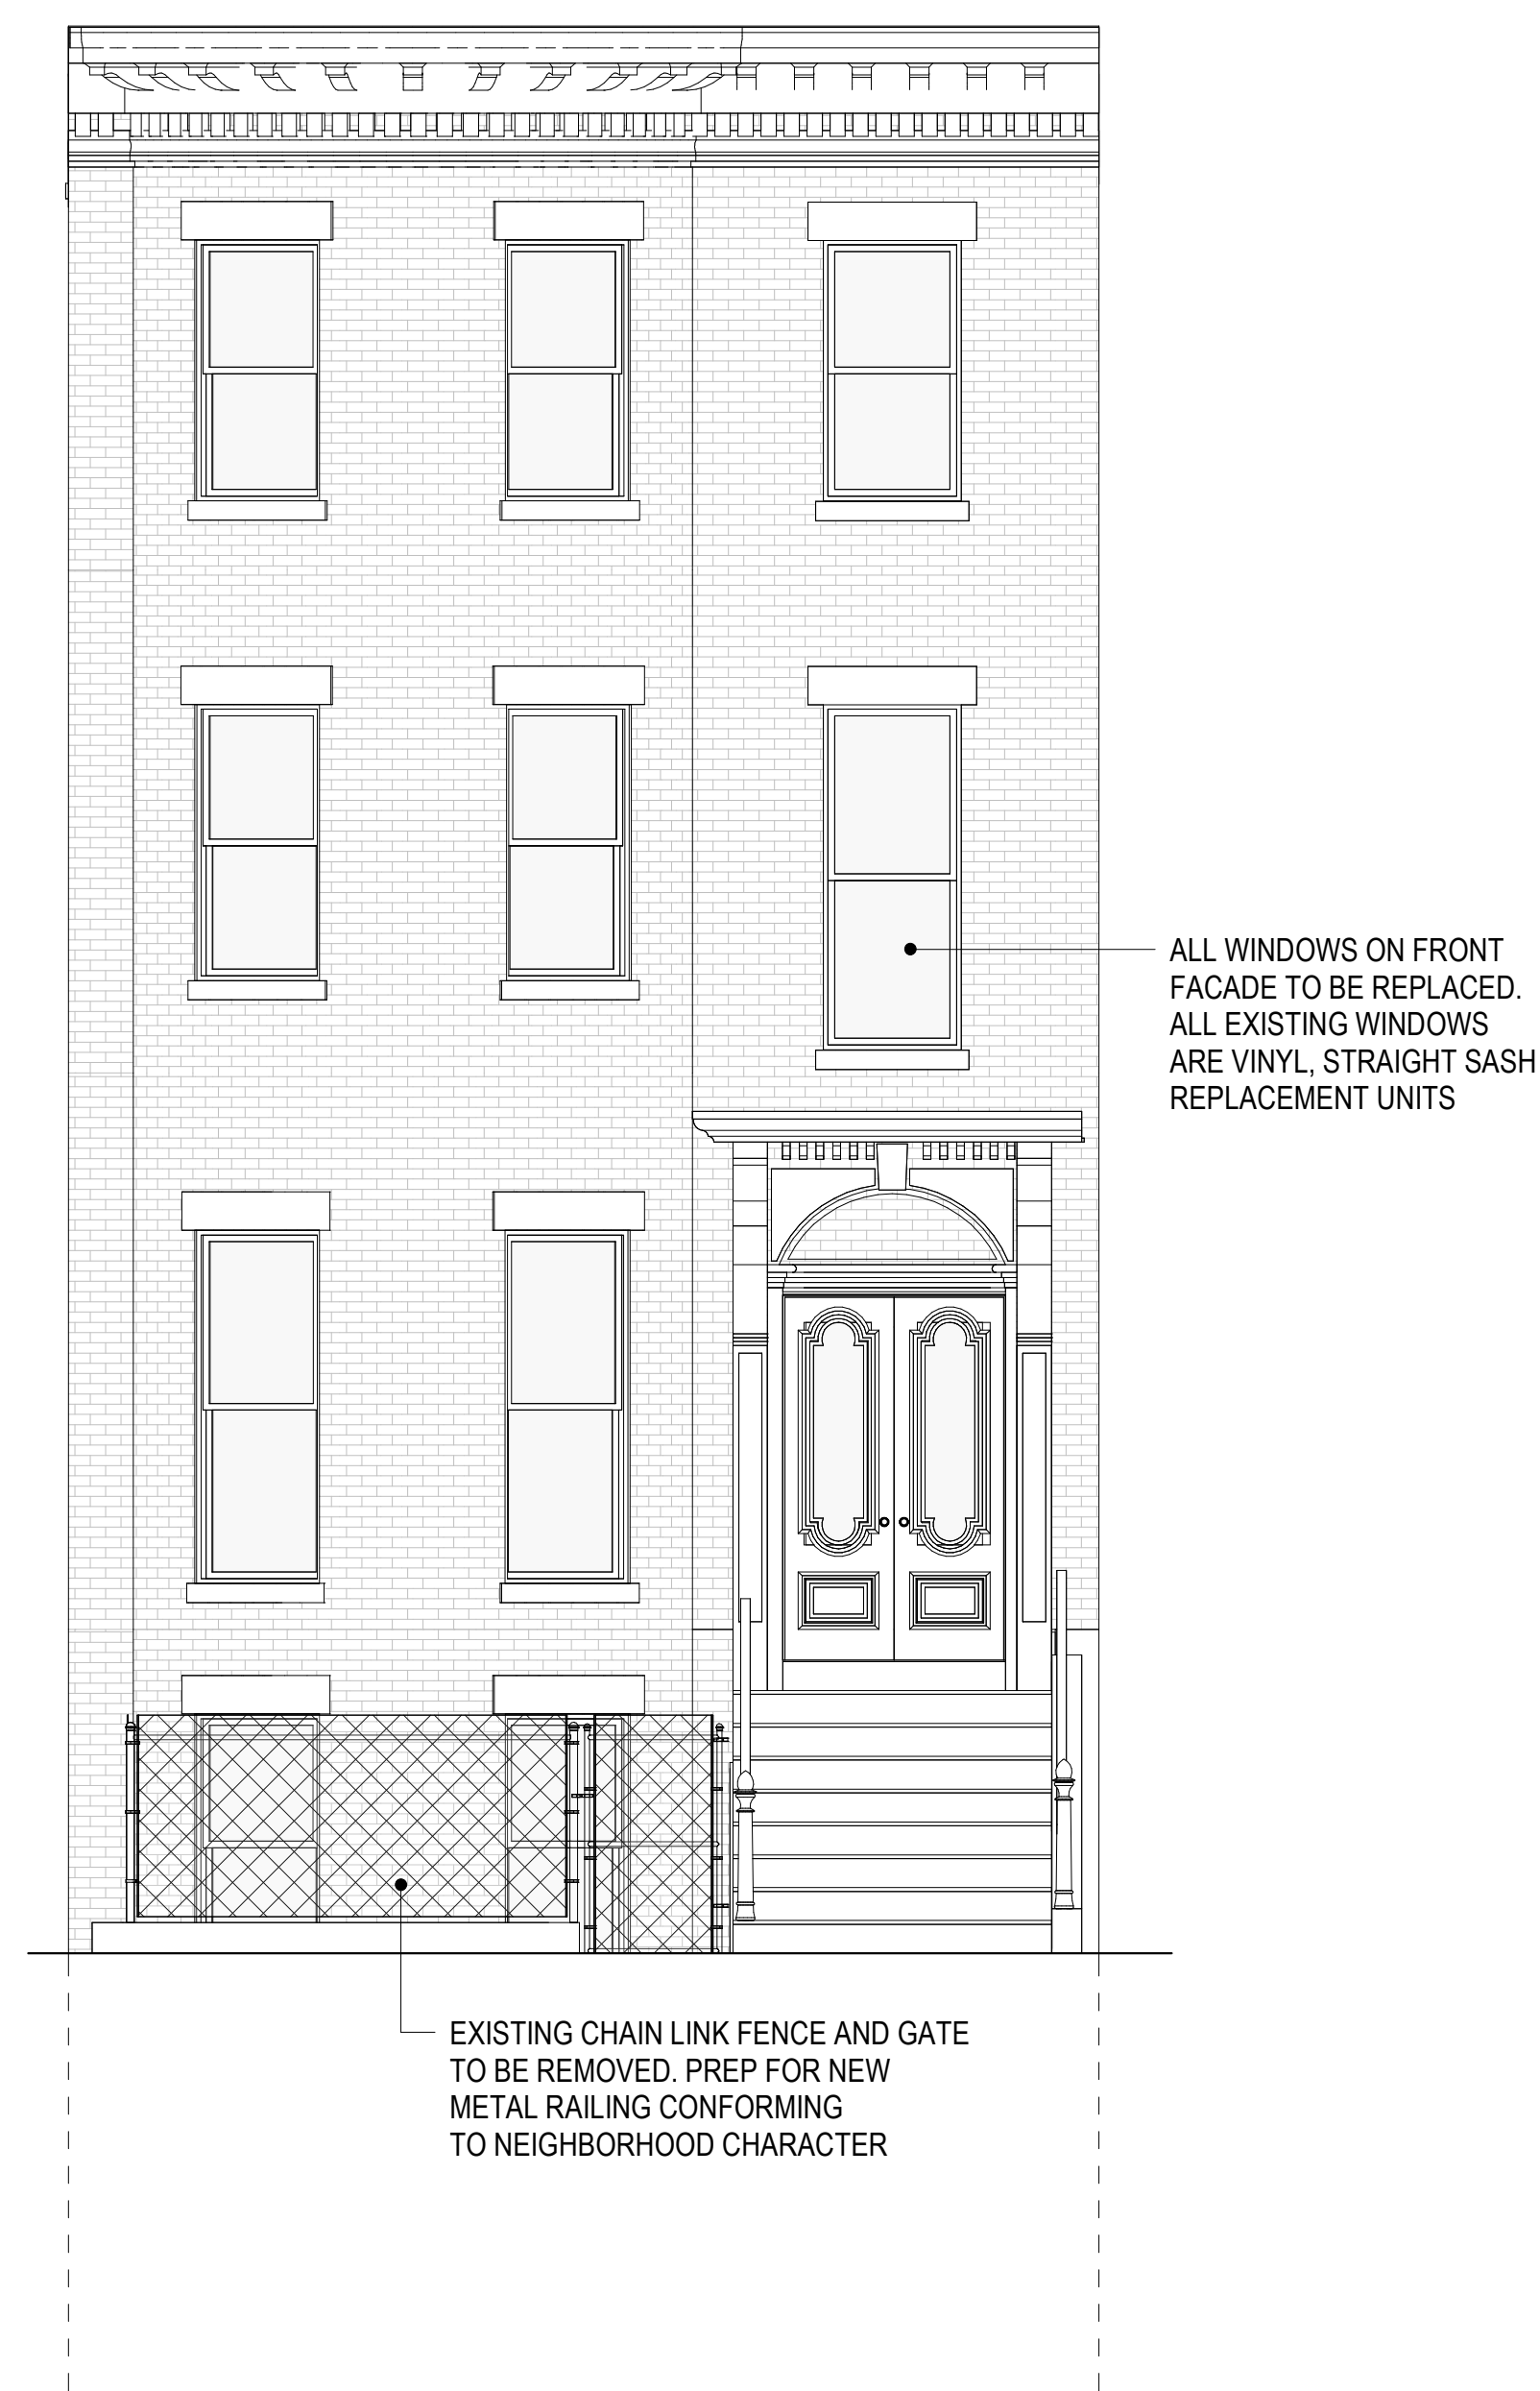 ALL WINDOWS ON FRONT
FACADE TO BE REPLACED.
ALL EXISTING WINDOWS
ARE VINYL, STRAIGHT SASH
REPLACEMENT UNITS
EXISTING CHAIN LINK FENCE AND GATE
TO BE REMOVED. PREP FOR NEW
METAL RAILING CONFORMING
TO NEIGHBORHOOD CHARACTER